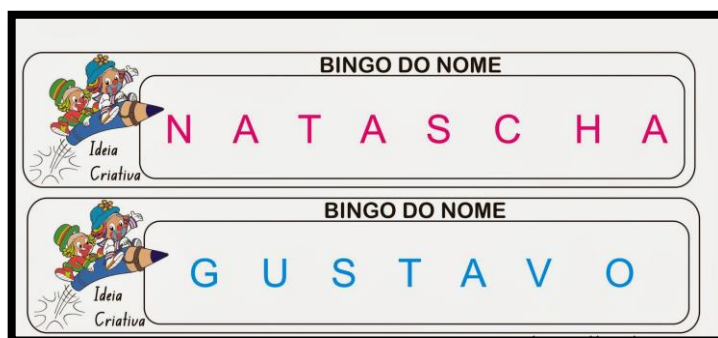 BINGO DO NOME
N A T A S C H A
Ideia
Criativa
BINGO DO NOME
G U S T A V O
Ideia
Criativa